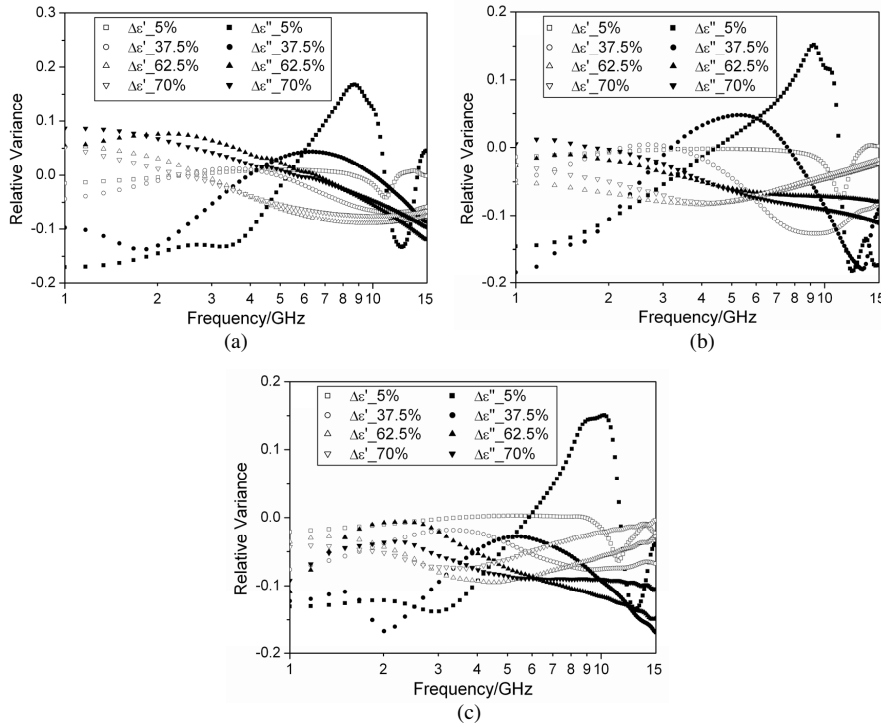 0.3
0.2
0.1
0.0
-0.1
-0.2
Relative Variance
Δε'_5% Δε"_5%
Δε'_37.5% Δε"_37.5%
Δε'_62.5% Δε"_62.5%
Δε'_70% Δε"_70%
1 2 3 4 5 6 7 8 9 10 15
Frequency/GHz
(a)
0.2
0.1
0.0
-0.1
-0.2
Relative Variance
Δε'_5% Δε"_5%
Δε'_37.5% Δε"_37.5%
Δε'_62.5% Δε"_62.5%
Δε'_70% Δε"_70%
1 2 3 4 5 6 7 8 9 10 15
Frequency/GHz
(b)
0.2
0.1
0.0
-0.1
-0.2
Relative Variance
Δε'_5% Δε"_5%
Δε'_37.5% Δε"_37.5%
Δε'_62.5% Δε"_62.5%
Δε'_70% Δε"_70%
1 2 3 4 5 6 7 8 9 10 15
Frequency/GHz
(c)